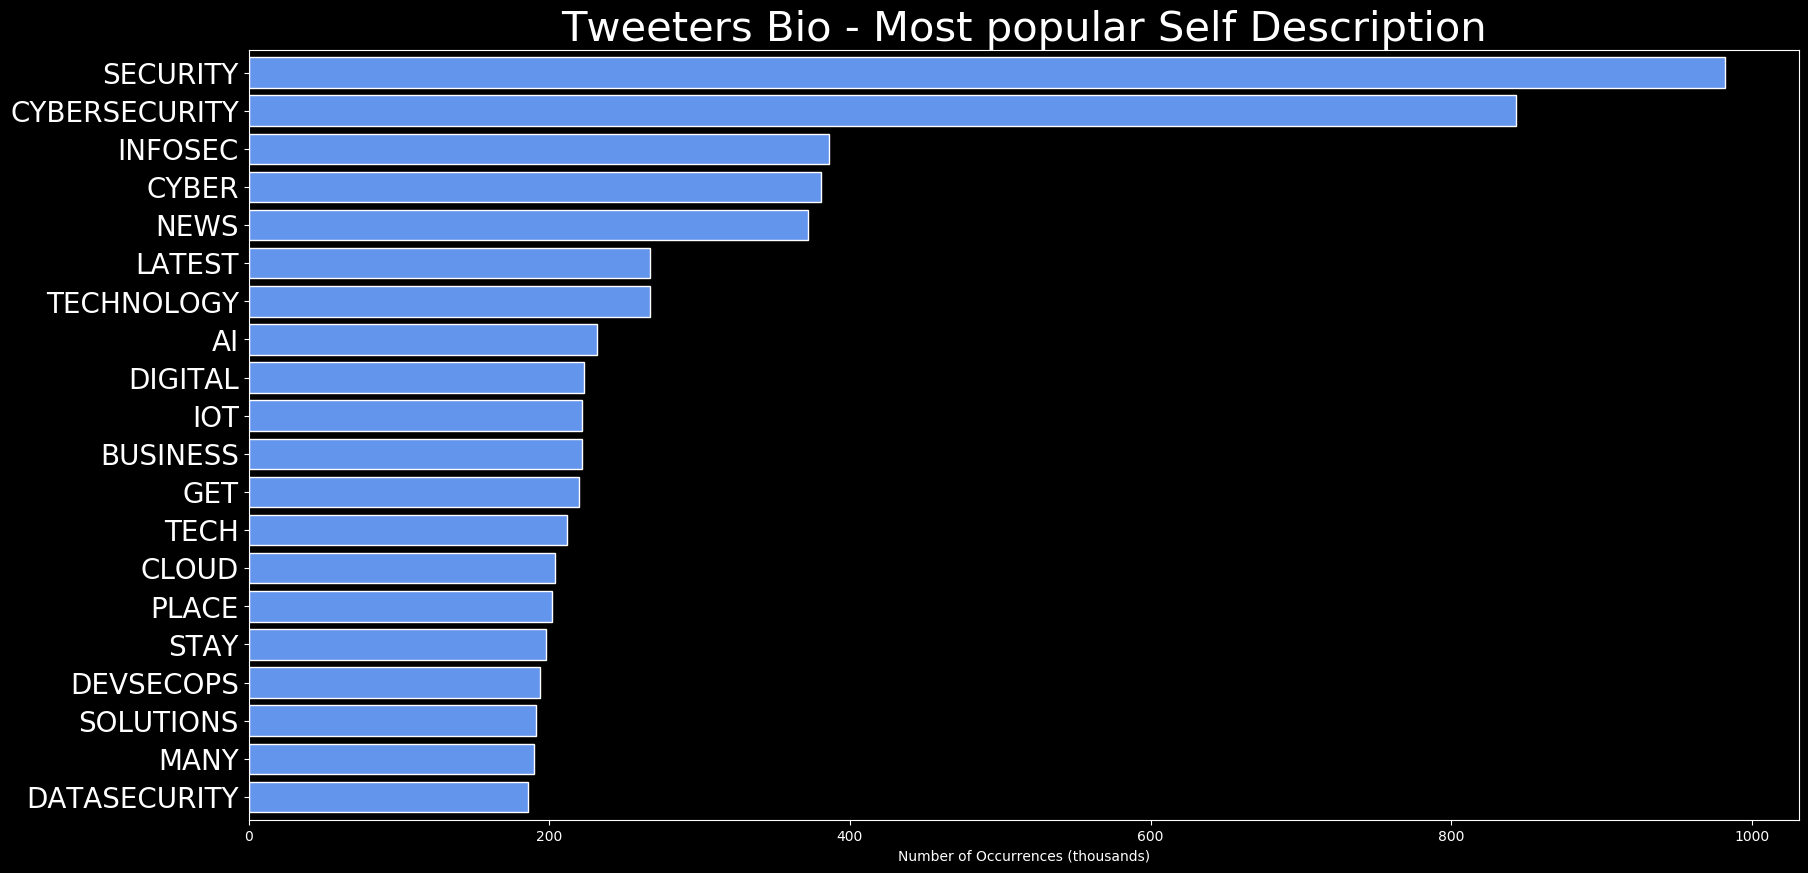 Tweeters Bio - Most popular Self Description
SECURITY
CYBERSECURITY
INFOSEC
CYBER
NEWS
LATEST
TECHNOLOGY
AI
DIGITAL
IOT
BUSINESS
GET
TECH
CLOUD
PLACE
STAY
DEVSECOPS
SOLUTIONS
MANY
DATASECURITY
0 200 400 600 800 1000
Number of Occurrences (thousands)